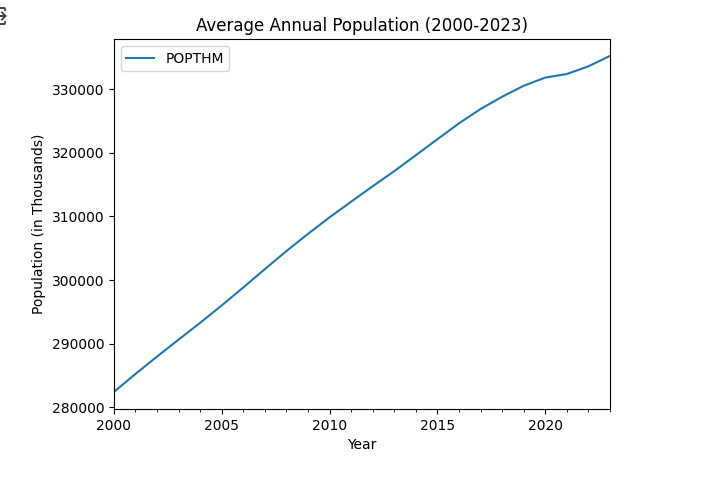 Average Annual Population (2000-2023)
POPTHM
Population (in Thousands)
330000
320000
310000
300000
290000
280000
2000 2005 2010 2015 2020
Year